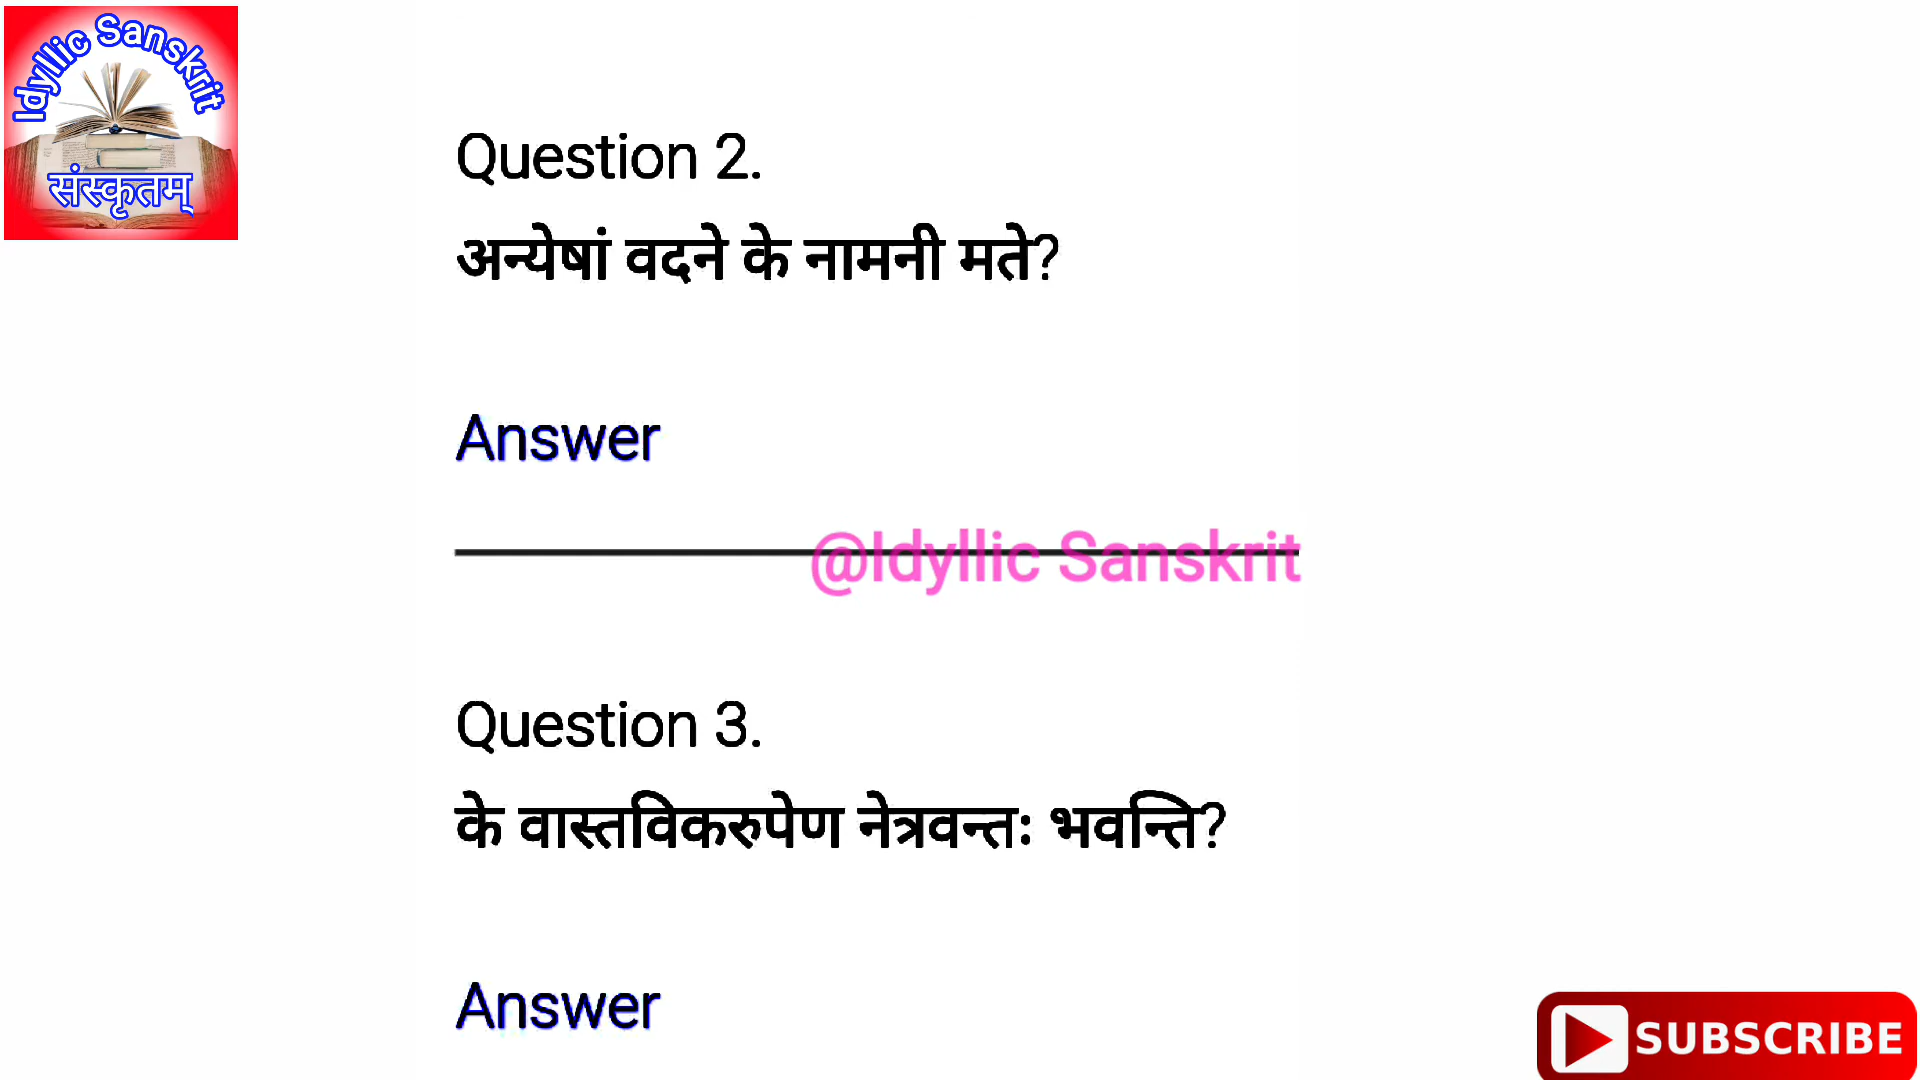 Idyllic Sanskrit
संस्कृतम्
Question 2.
अन्येषां वदने के नामनी मते?
Answer
@Idyllic Sanskrit
Question 3.
के वास्तविकरुपेण नेत्रवन्तः भवन्ति?
Answer
SUBSCRIBE